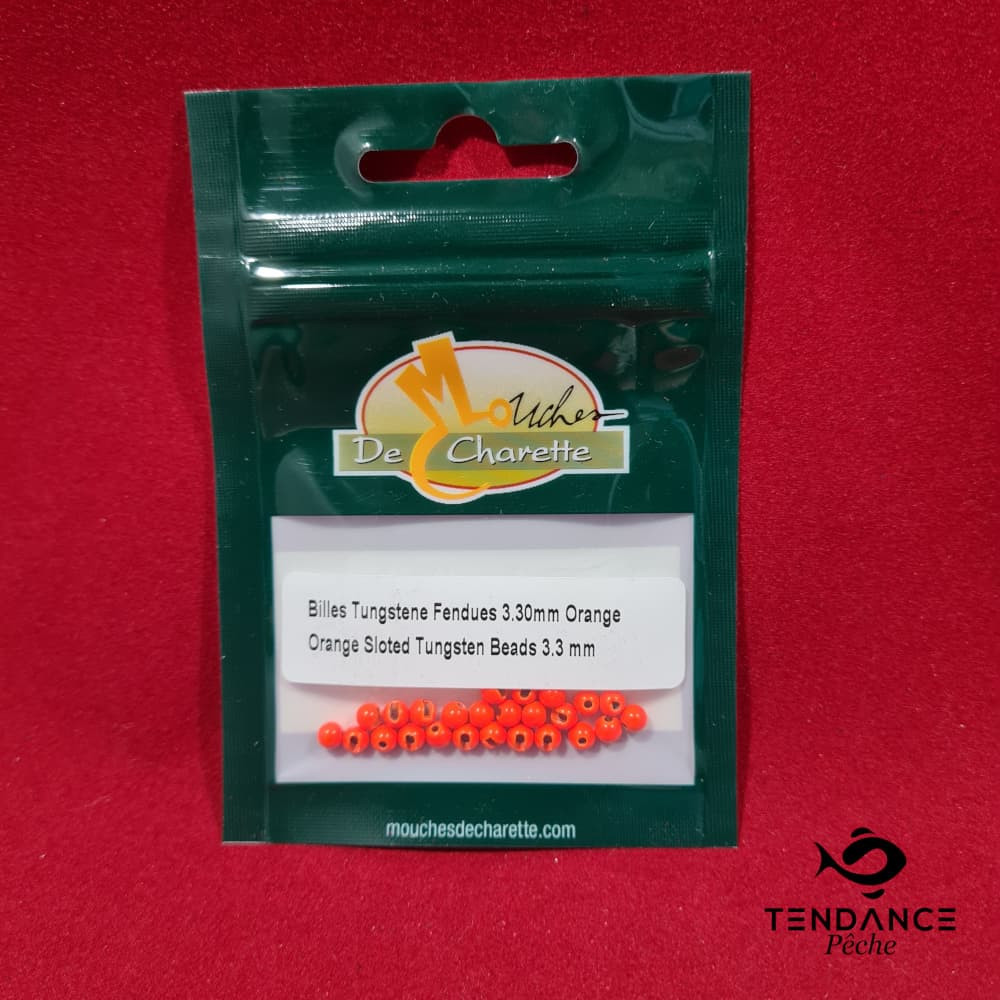 Mouches
De Charette
Billes Tungstene Fendues 3.30mm Orange
Orange Sloted Tungsten Beads 3.3 mm
mouchesdecharette.com
TENDANCE
Pêche